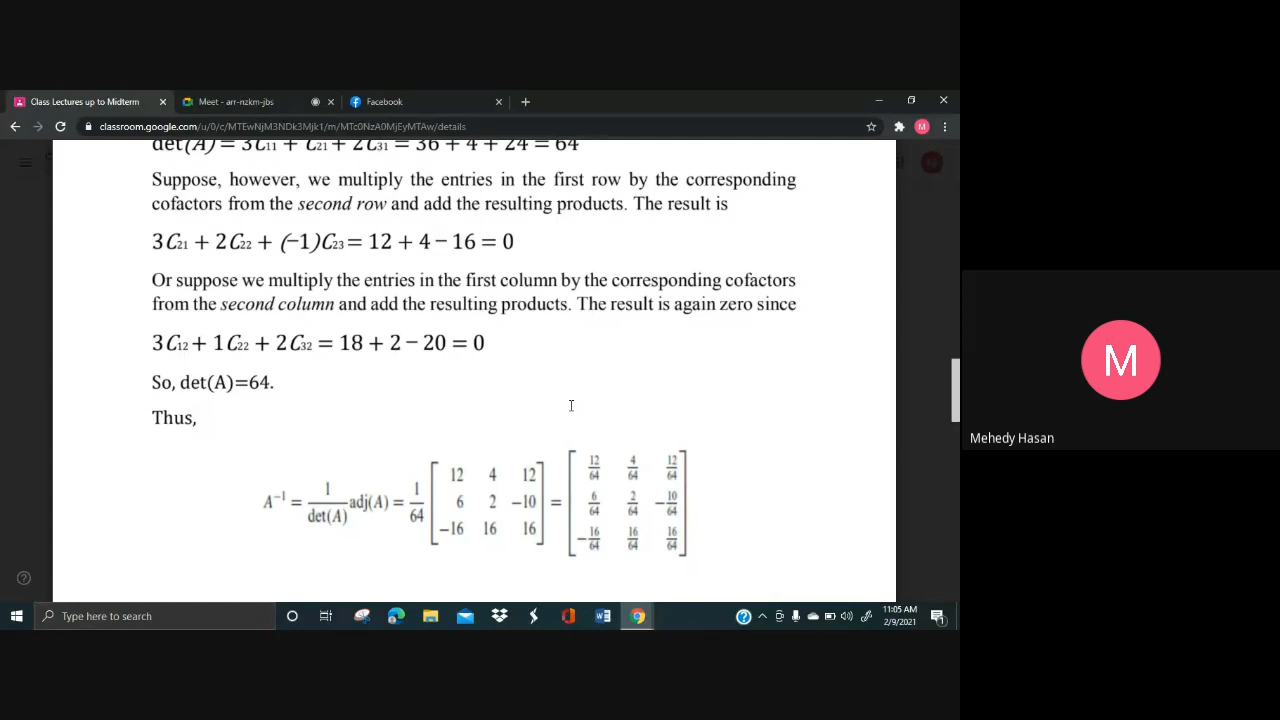 Class Lectures up to Midterm
Meet - arr-nzkm-jbs
Facebook
classroom.google.com/u/0/c/MTEwNjM3NDk3Mjk1/m/MTc0NzA0MjEyMTAw/details
M
det(A) = 3C11 + C21 + 2C31 = 36 + 4 + 24 = 64
Suppose, however, we multiply the entries in the first row by the corresponding
cofactors from the second row and add the resulting products. The result is
3C21 + 2C22 + (−1)C23 = 12 + 4 − 16 = 0
Or suppose we multiply the entries in the first column by the corresponding cofactors
from the second column and add the resulting products. The result is again zero since
3C12 + 1C22 + 2C32 = 18 + 2 − 20 = 0
So, det(A)=64.
Thus,
A−1 = 1/det(A) adj(A) = 1/64 [12 4 12
6 2 −10
−16 16 16] = [12/64 4/64 12/64
6/64 2/64 −10/64
−16/64 16/64 16/64]
M
Mehedy Hasan
Type here to search
11:05 AM
2/9/2021
1